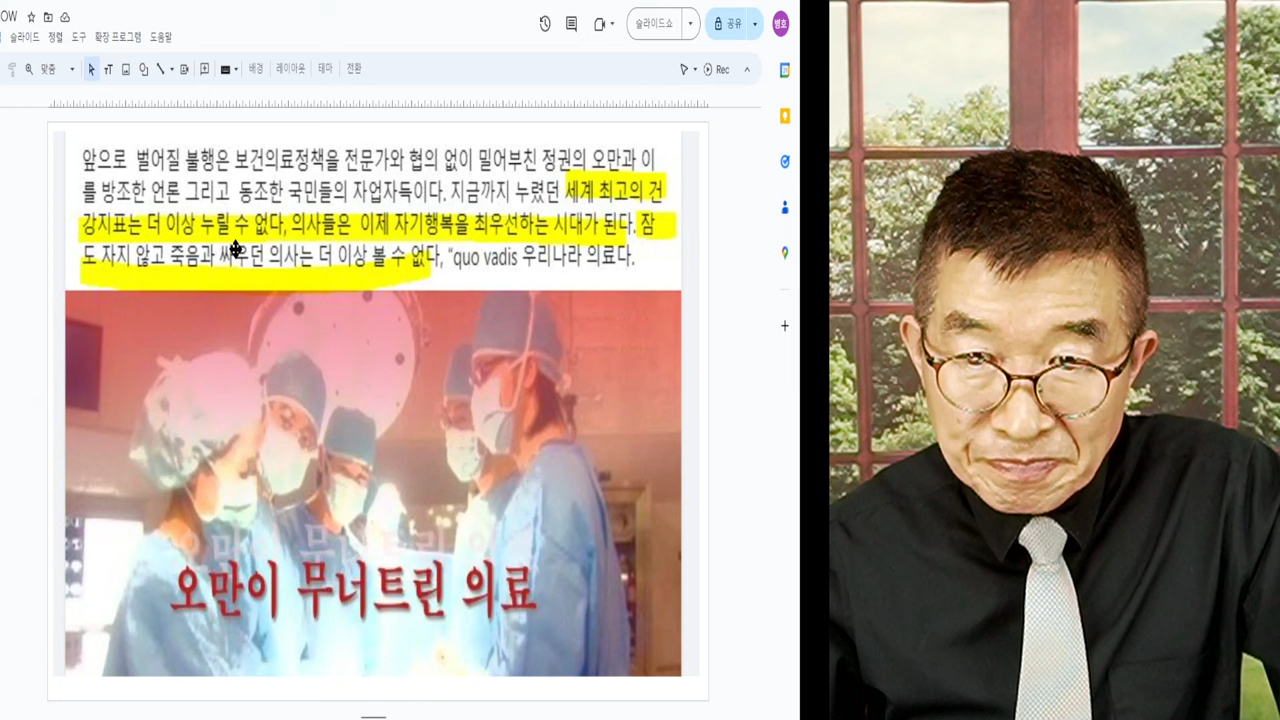 OW
슬라이드쇼
공유
병호
슬라이드 정렬 도구 확장 프로그램 도움말
맞춤 배경 레이아웃 테마 전환 Rec
앞으로 벌어질 불행은 보건의료정책을 전문가와 협의 없이 밀어부친 정권의 오만과 이
를 방조한 언론 그리고 동조한 국민들의 자업자득이다. 지금까지 누렸던 세계 최고의 건
강지표는 더 이상 누릴 수 없다, 의사들은 이제 자기행복을 최우선하는 시대가 된다. 잠
도 자지 않고 죽음과 싸우던 의사는 더 이상 볼 수 없다, “quo vadis 우리나라 의료다.
오만이 무너트린 의료